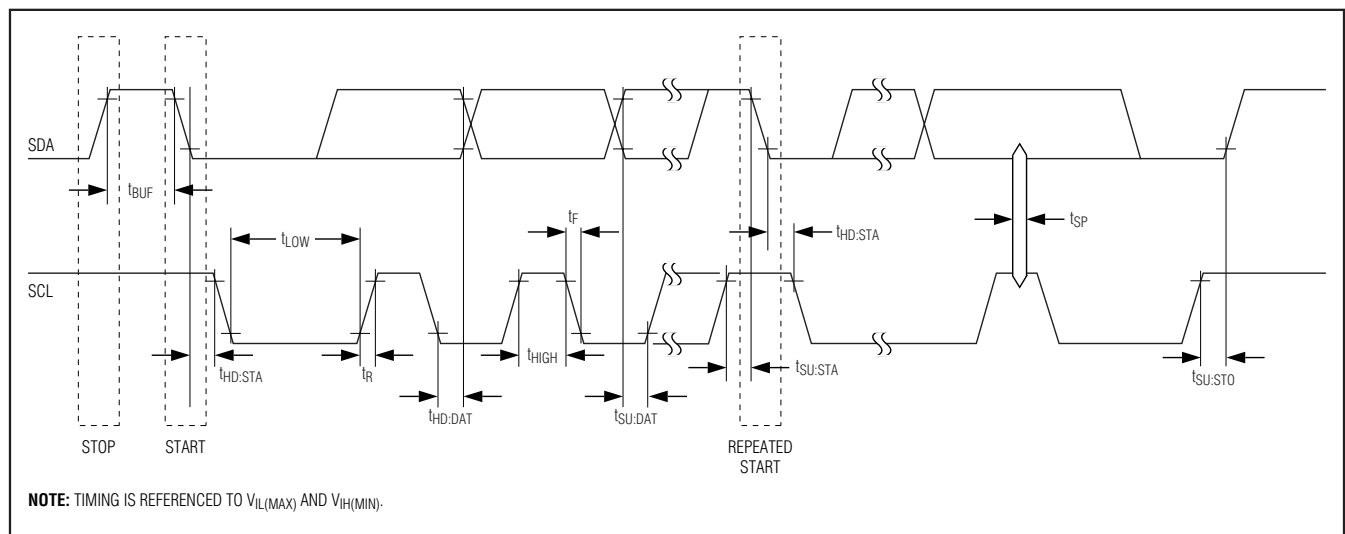 SDA
tBUF
tF
tLOW
tHD:STA
tSP
SCL
tHD:STA
tR
tHIGH
tSU:STA
tSU:STO
tHD:DAT
tSU:DAT
STOP
START
REPEATED
START
NOTE: TIMING IS REFERENCED TO VIL(MAX) AND VIH(MIN).